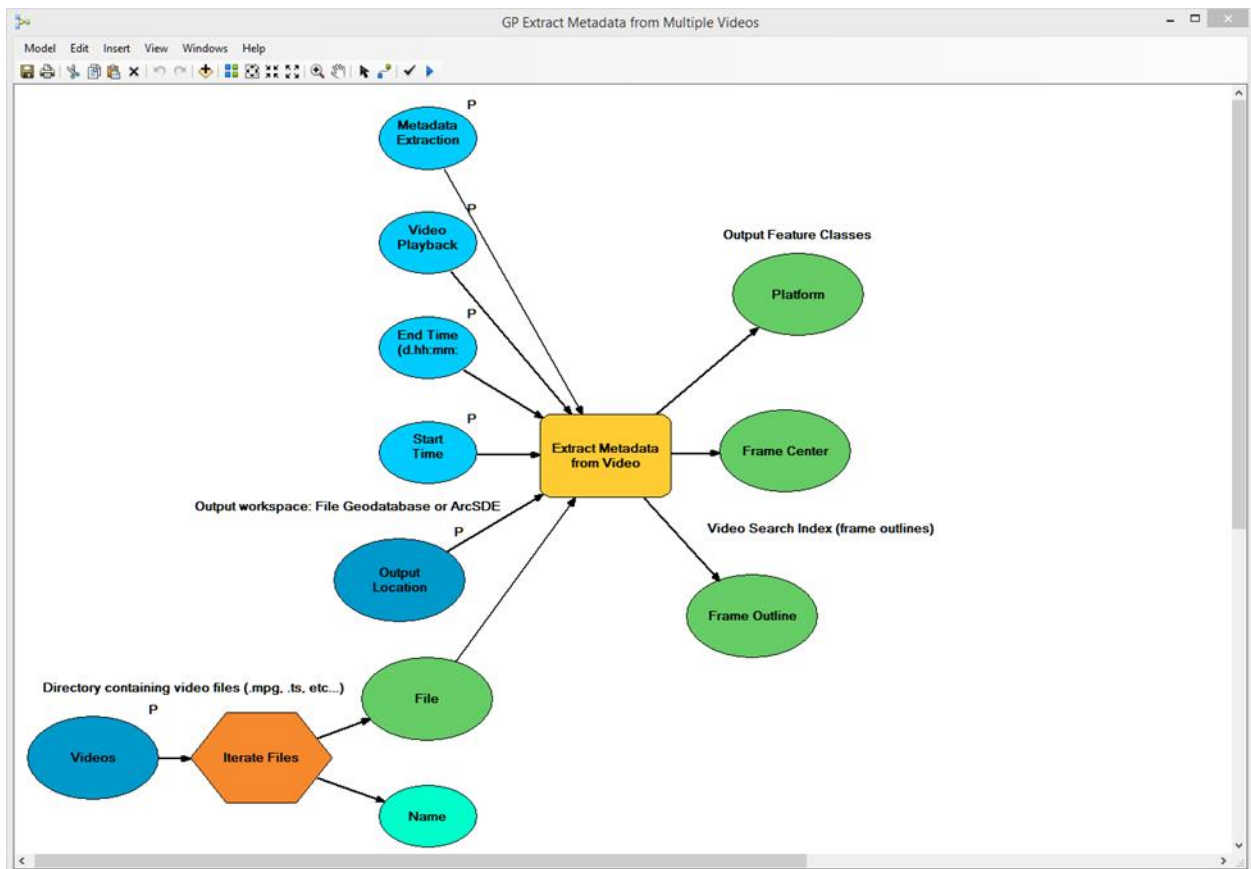 GP Extract Metadata from Multiple Videos
Model Edit Insert View Windows Help
P
Metadata
Extraction
P
Video
Playback
P
End Time
(d.hh:mm:
P
Start
Time
Output workspace: File Geodatabase or ArcSDE
P
Output
Location
Extract Metadata
from Video
Output Feature Classes
Platform
Frame Center
Video Search Index (frame outlines)
Frame Outline
Directory containing video files (.mpg, .ts, etc...)
P
Videos
Iterate Files
File
Name